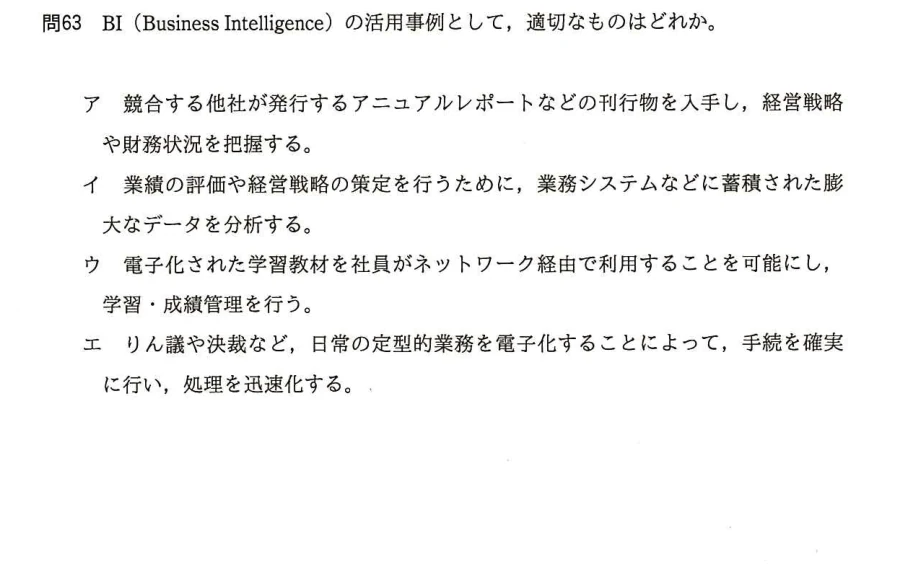 問63 BI（Business Intelligence）の活用事例として，適切なものはどれか。
ア 競合する他社が発行するアニュアルレポートなどの刊行物を入手し，経営戦略
や財務状況を把握する。
イ 業績の評価や経営戦略の策定を行うために，業務システムなどに蓄積された膨
大なデータを分析する。
ウ 電子化された学習教材を社員がネットワーク経由で利用することを可能にし，
学習・成績管理を行う。
エ りん議や決裁など，日常の定型的業務を電子化することによって，手続を確実
に行い，処理を迅速化する。